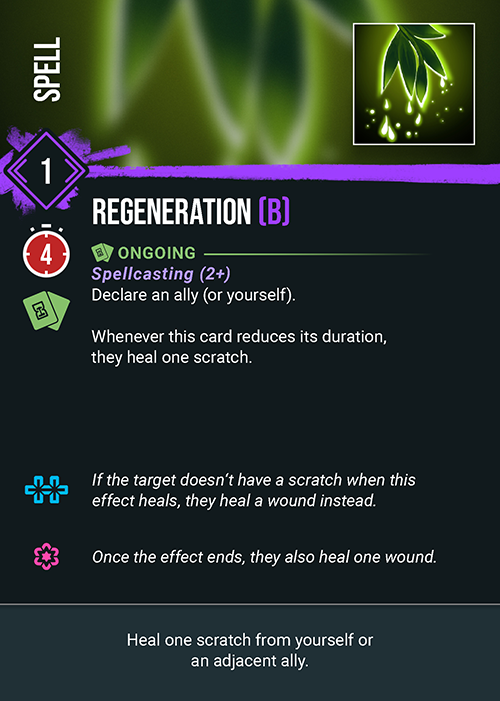 SPELL
1
REGENERATION (B)
4
ONGOING
Spellcasting (2+)
Declare an ally (or yourself).
Whenever this card reduces its duration,
they heal one scratch.
If the target doesn't have a scratch when this
effect heals, they heal a wound instead.
Once the effect ends, they also heal one wound.
Heal one scratch from yourself or
an adjacent ally.